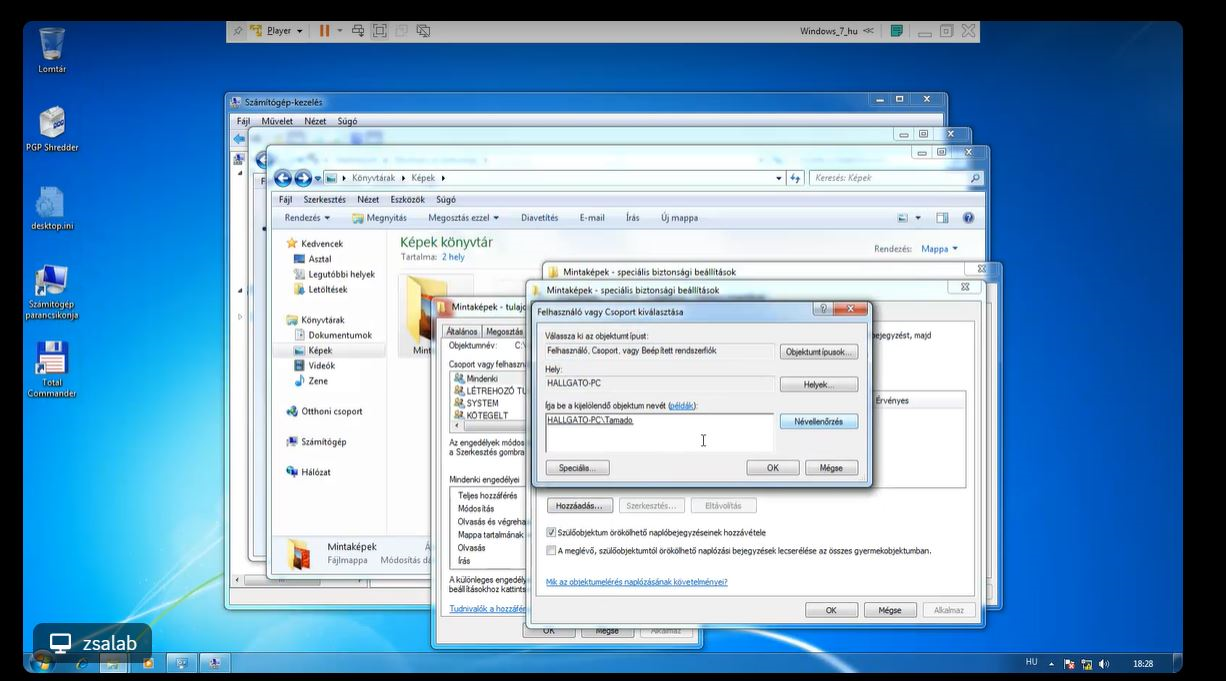 Player
Windows_7_hu
Lomtár
PGP Shredder
desktop.ini
Számítógép
parancsikonja
Total
Commander
Számítógép-kezelés
Fájl Művelet Nézet Súgó
Könyvtárak Képek
Keresés: Képek
Fájl Szerkesztés Nézet Eszközök Súgó
Rendezés Megnyitás Megosztás ezzel Diavetítés E-mail Írás Új mappa
Kedvencek
Asztal
Legutóbbi helyek
Letöltések
Könyvtárak
Dokumentumok
Képek
Videók
Zene
Otthoni csoport
Számítógép
Hálózat
Képek könyvtár
Tartalma: 2 hely
Rendezés: Mappa
Mint
Mintaképek
Fájlmappa Módosítás dá
Mintaképek - tulajdo
Általános Megosztás
Objektumnév: C:\
Csoport vagy felhaszná
Mindenki
LÉTREHOZÓ TU
SYSTEM
KÖTEGELT
Az engedélyek módos
a Szerkesztés gombra
Mindenki engedélyei
Teljes hozzáférés
Módosítás
Olvasás és végreha
Mappa tartalmának
Olvasás
Írás
A különleges engedély
beállításokhoz kattints
Tudnivalók a hozzáfér
OK Mégse Alkalmaz
Mintaképek - speciális biztonsági beállítások
Mintaképek - speciális biztonsági beállítások
bejegyzést, majd
Érvényes
Felhasználó vagy Csoport kiválasztása
Válassza ki az objektumtípust:
Felhasználó, Csoport, vagy Beépített rendszerfiók
Objektumtípusok...
Hely:
HALLGATO-PC
Helyek...
Írja be a kijelölendő objektum nevét (példák):
HALLGATO-PC\Tamado
Névellenőrzés
Speciális... OK Mégse
Hozzáadás... Szerkesztés... Eltávolítás
Szülőobjektum örökölhető naplóbejegyzéseinek hozzávétele
A meglévő, szülőobjektumtól örökölhető naplózási bejegyzések lecserélése az összes gyermekobjektumban.
Mik az objektumelérés naplózásának követelményei?
OK Mégse Alkalmaz
zsalab
HU
18:28